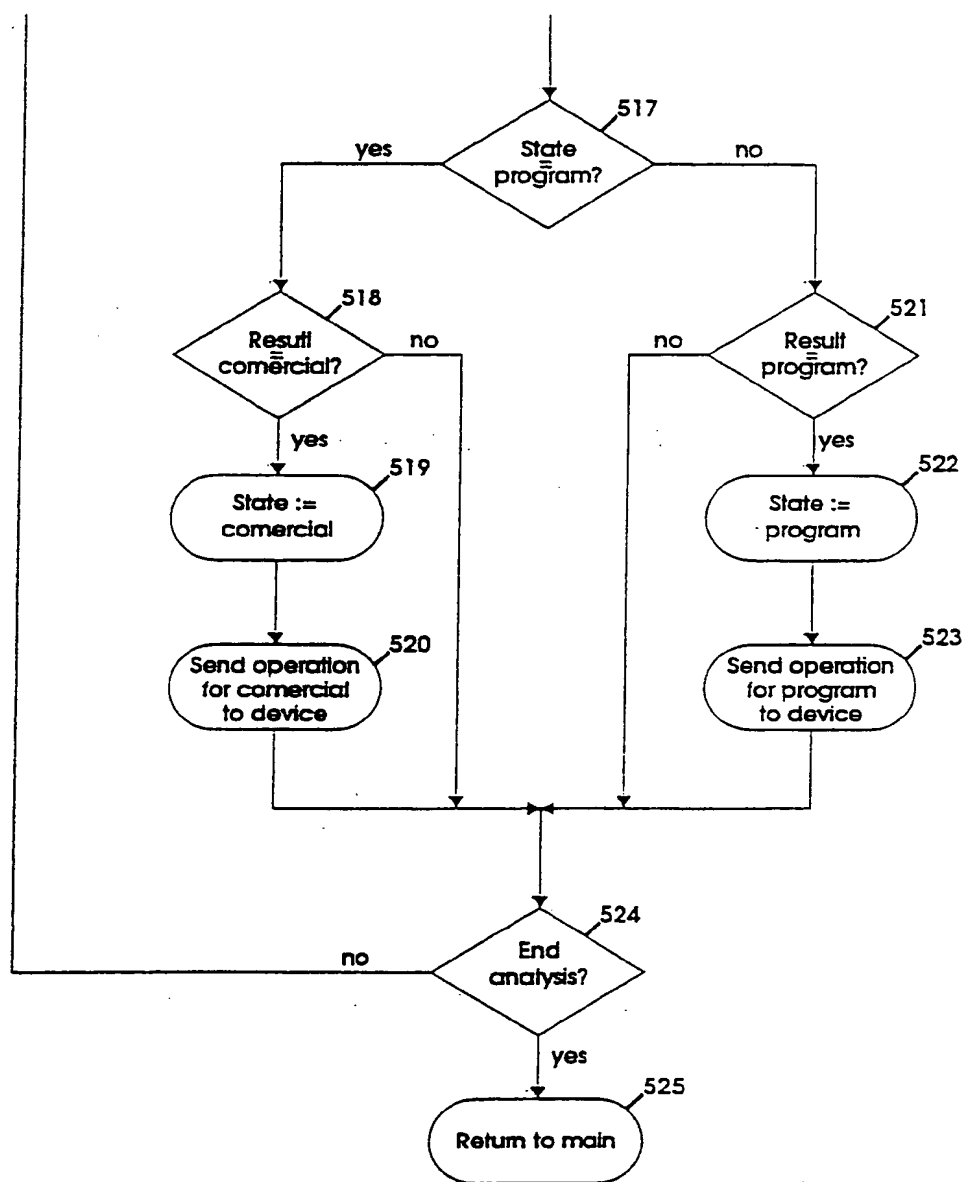 517
State
=
program?
yes
no
518
Result
=
comercial?
no
521
Result
=
program?
no
yes
yes
519
State :=
comercial
522
State :=
program
520
Send operation
for comercial
to device
523
Send operation
for program
to device
524
End
analysis?
no
yes
525
Return to main